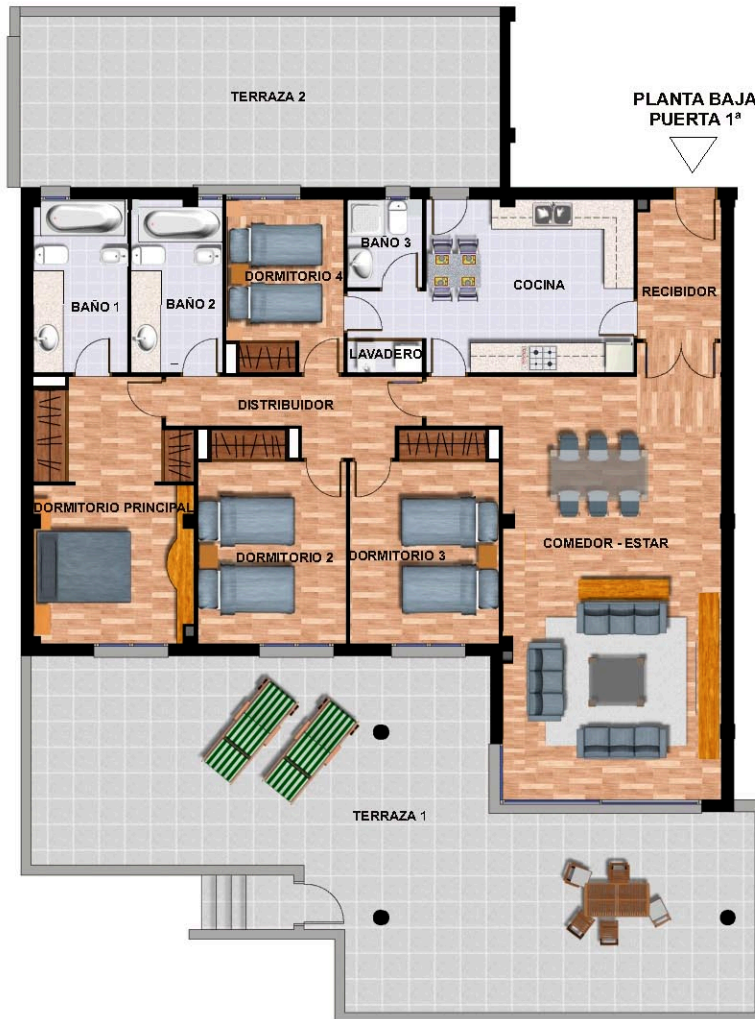 TERRAZA 2
PLANTA BAJA
PUERTA 1ª
BAÑO 3
DORMITORIO 4
COCINA
RECIBIDOR
BAÑO 1
BAÑO 2
LAVADERO
DISTRIBUIDOR
DORMITORIO PRINCIPAL
DORMITORIO 2
DORMITORIO 3
COMEDOR - ESTAR
TERRAZA 1